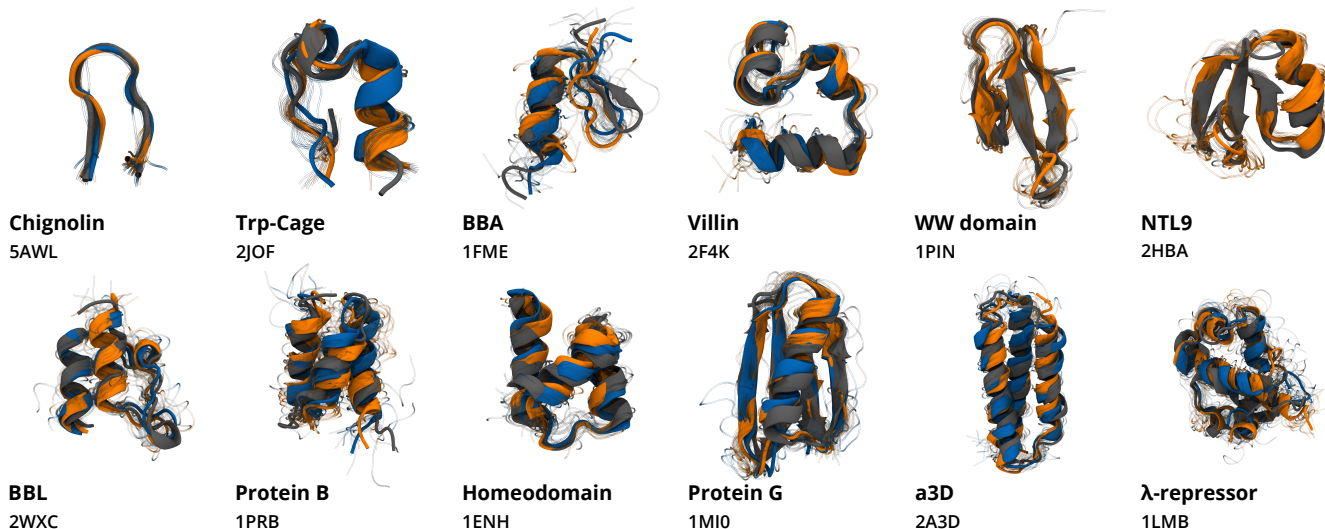 Chignolin
5AWL
Trp-Cage
2JOF
BBA
1FME
Villin
2F4K
WW domain
1PIN
NTL9
2HBA
BBL
2WXC
Protein B
1PRB
Homeodomain
1ENH
Protein G
1MI0
a3D
2A3D
λ-repressor
1LMB